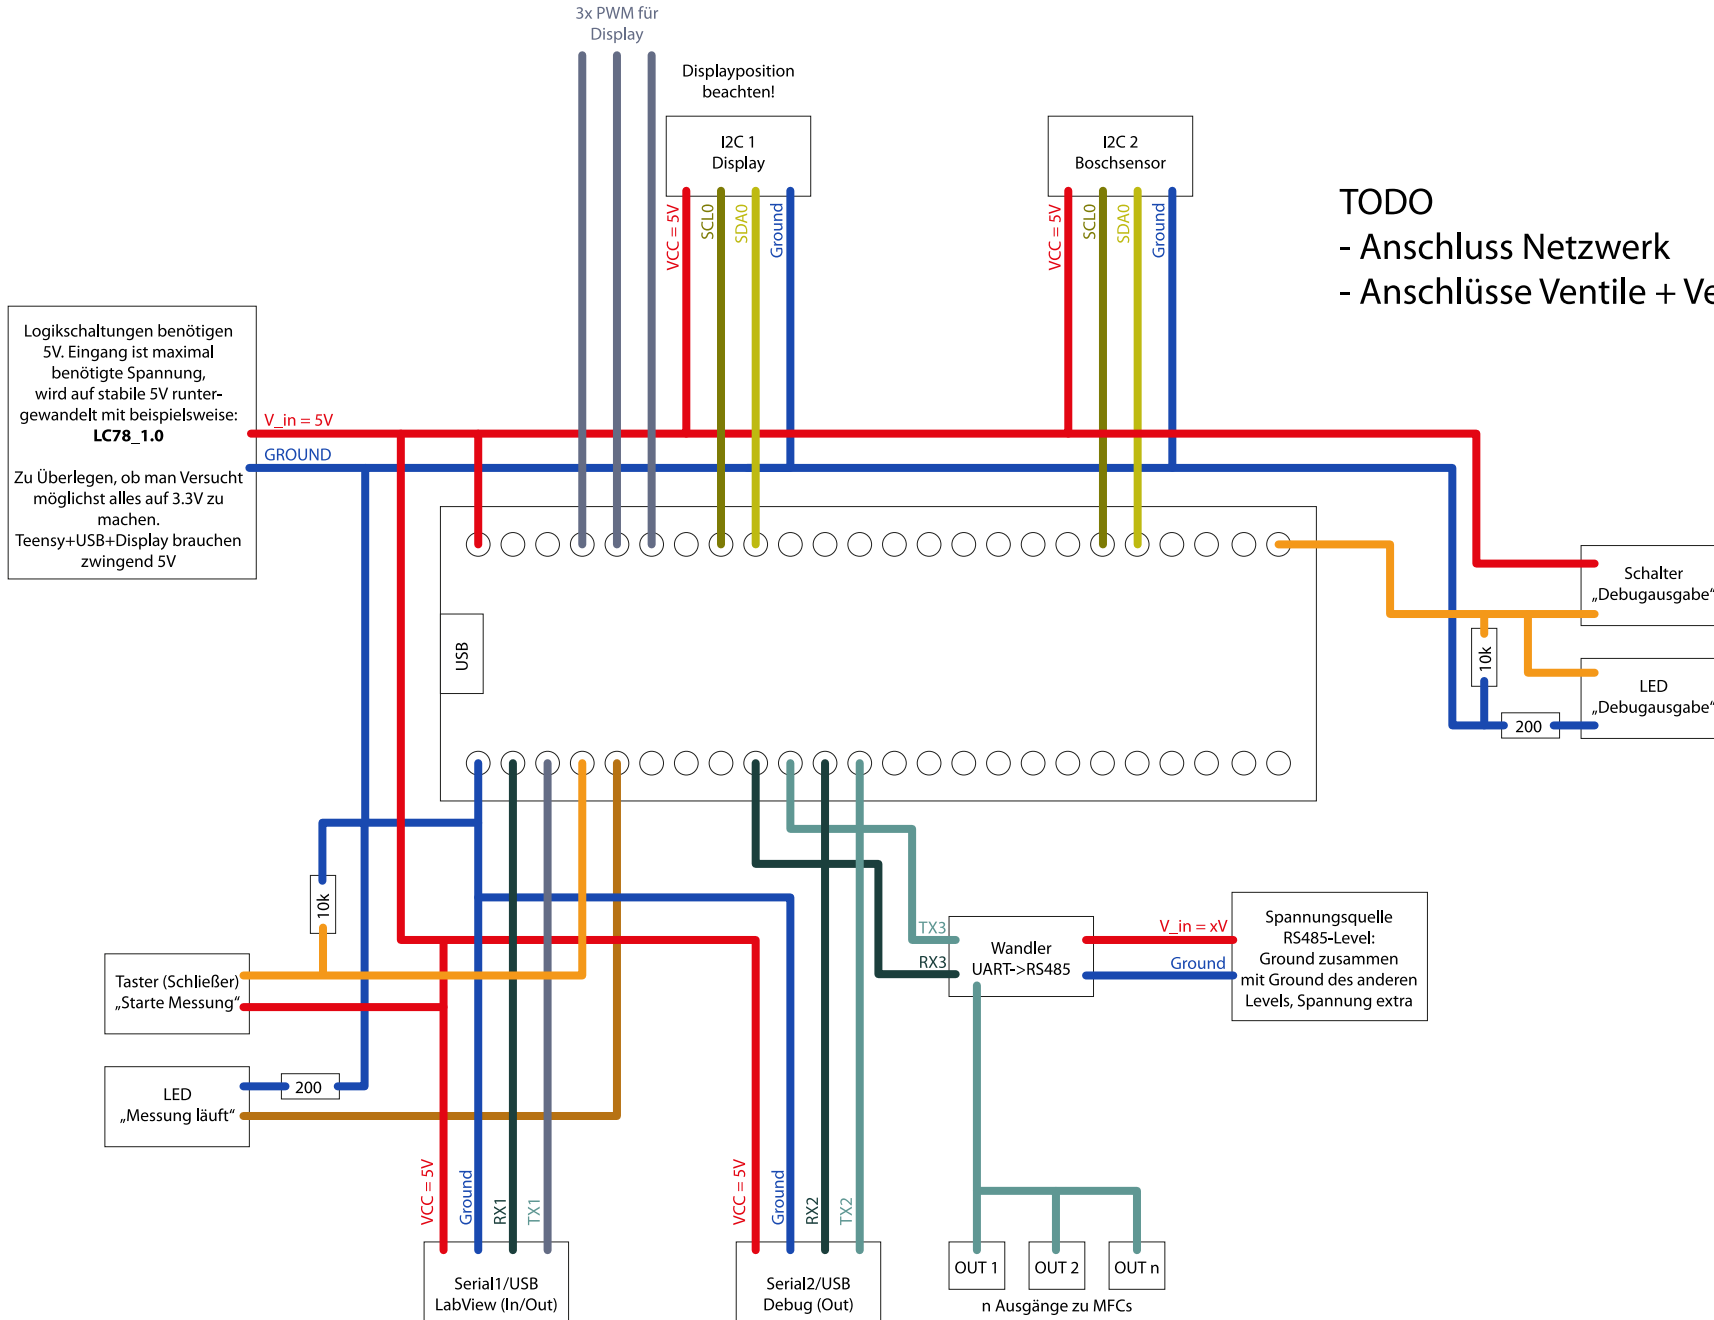 3x PWM für
Display
Displayposition
beachten!
I2C 1
Display
I2C 2
Boschsensor
VCC = 5V
SCL0
SDA0
Ground
VCC = 5V
SCL0
SDA0
Ground
TODO
- Anschluss Netzwerk
- Anschlüsse Ventile +
Logikschaltungen benötigen
5V. Eingang ist maximal
benötigte Spannung,
wird auf stabile 5V runter-
gewandelt mit beispielsweise:
LC78_1.0
Zu Überlegen, ob man Versucht
möglichst alles auf 3.3V zu
machen.
Teensy+USB+Display brauchen
zwingend 5V
V_in = 5V
GROUND
USB
Schalter
„Debugausgabe“
10k
LED
„Debugausgabe“
200
10k
Taster (Schließer)
„Starte Messung“
LED
„Messung läuft“
200
TX3
RX3
Wandler
UART->RS485
V_in = xV
Ground
Spannungsquelle
RS485-Level:
Ground zusammen
mit Ground des anderen
Levels, Spannung extra
VCC = 5V
Ground
RX1
TX1
VCC = 5V
Ground
RX2
TX2
Serial1/USB
LabView (In/Out)
Serial2/USB
Debug (Out)
OUT 1
OUT 2
OUT n
n Ausgänge zu MFCs